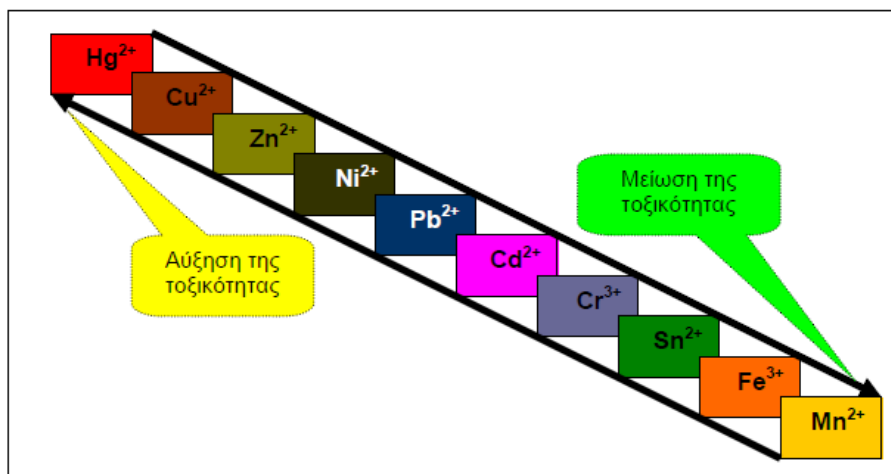 Hg²⁺
Cu²⁺
Zn²⁺
Ni²⁺
Pb²⁺
Cd²⁺
Cr³⁺
Sn²⁺
Fe³⁺
Mn²⁺
Αύξηση της
τοξικότητας
Μείωση της
τοξικότητας